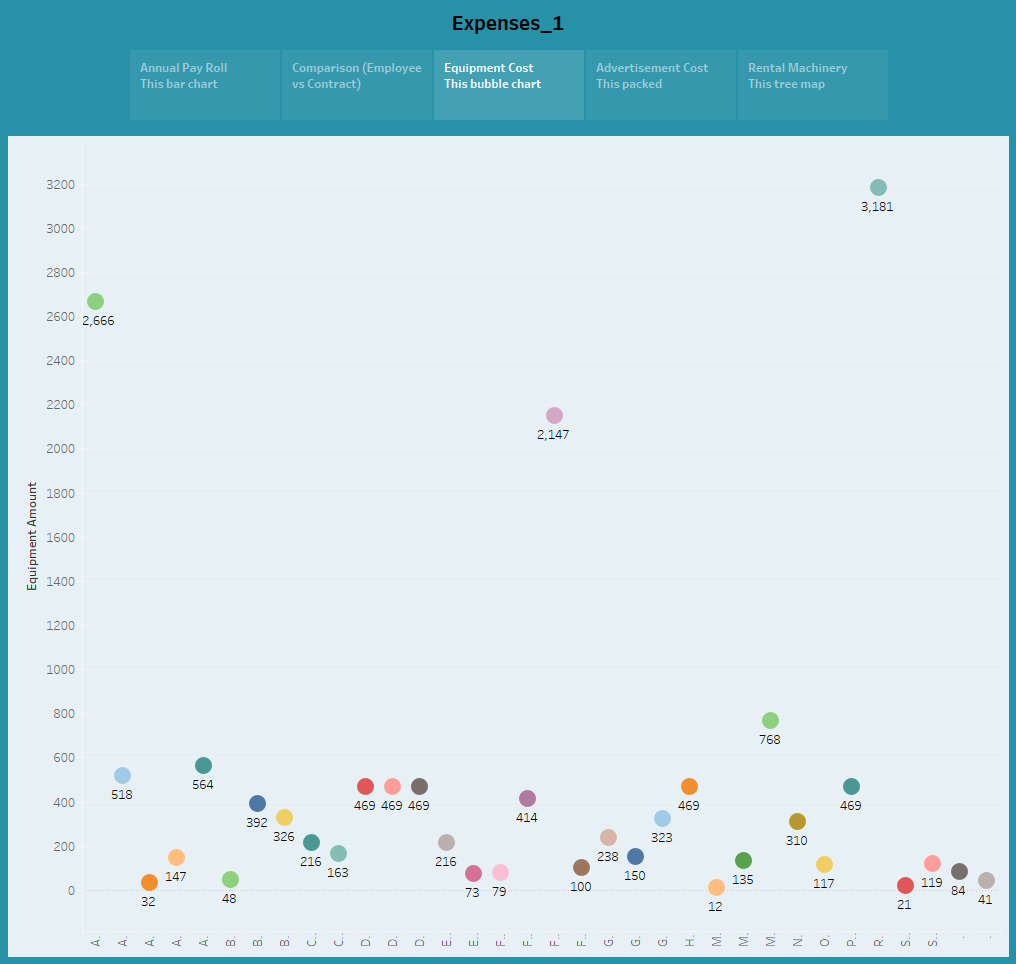 Expenses_1
Annual Pay Roll
This bar chart
Comparison (Employee
vs Contract)
Equipment Cost
This bubble chart
Advertisement Cost
This packed
Rental Machinery
This tree map
Equipment Amount
3200
3000
2800
2600
2400
2200
2000
1800
1600
1400
1200
1000
800
600
400
200
0
2,666
518
32
147
564
48
392
326
216
163
469
469
469
216
73
79
414
2,147
100
238
150
323
469
12
135
768
310
117
469
3,181
21
119
84
41
A.
A.
A.
A.
A.
B.
B.
B.
C..
C..
D.
D.
D.
E..
E..
F..
F..
F..
F..
G.
G.
G.
H.
M.
M.
M.
N.
O.
P..
R.
S..
S..
.
.